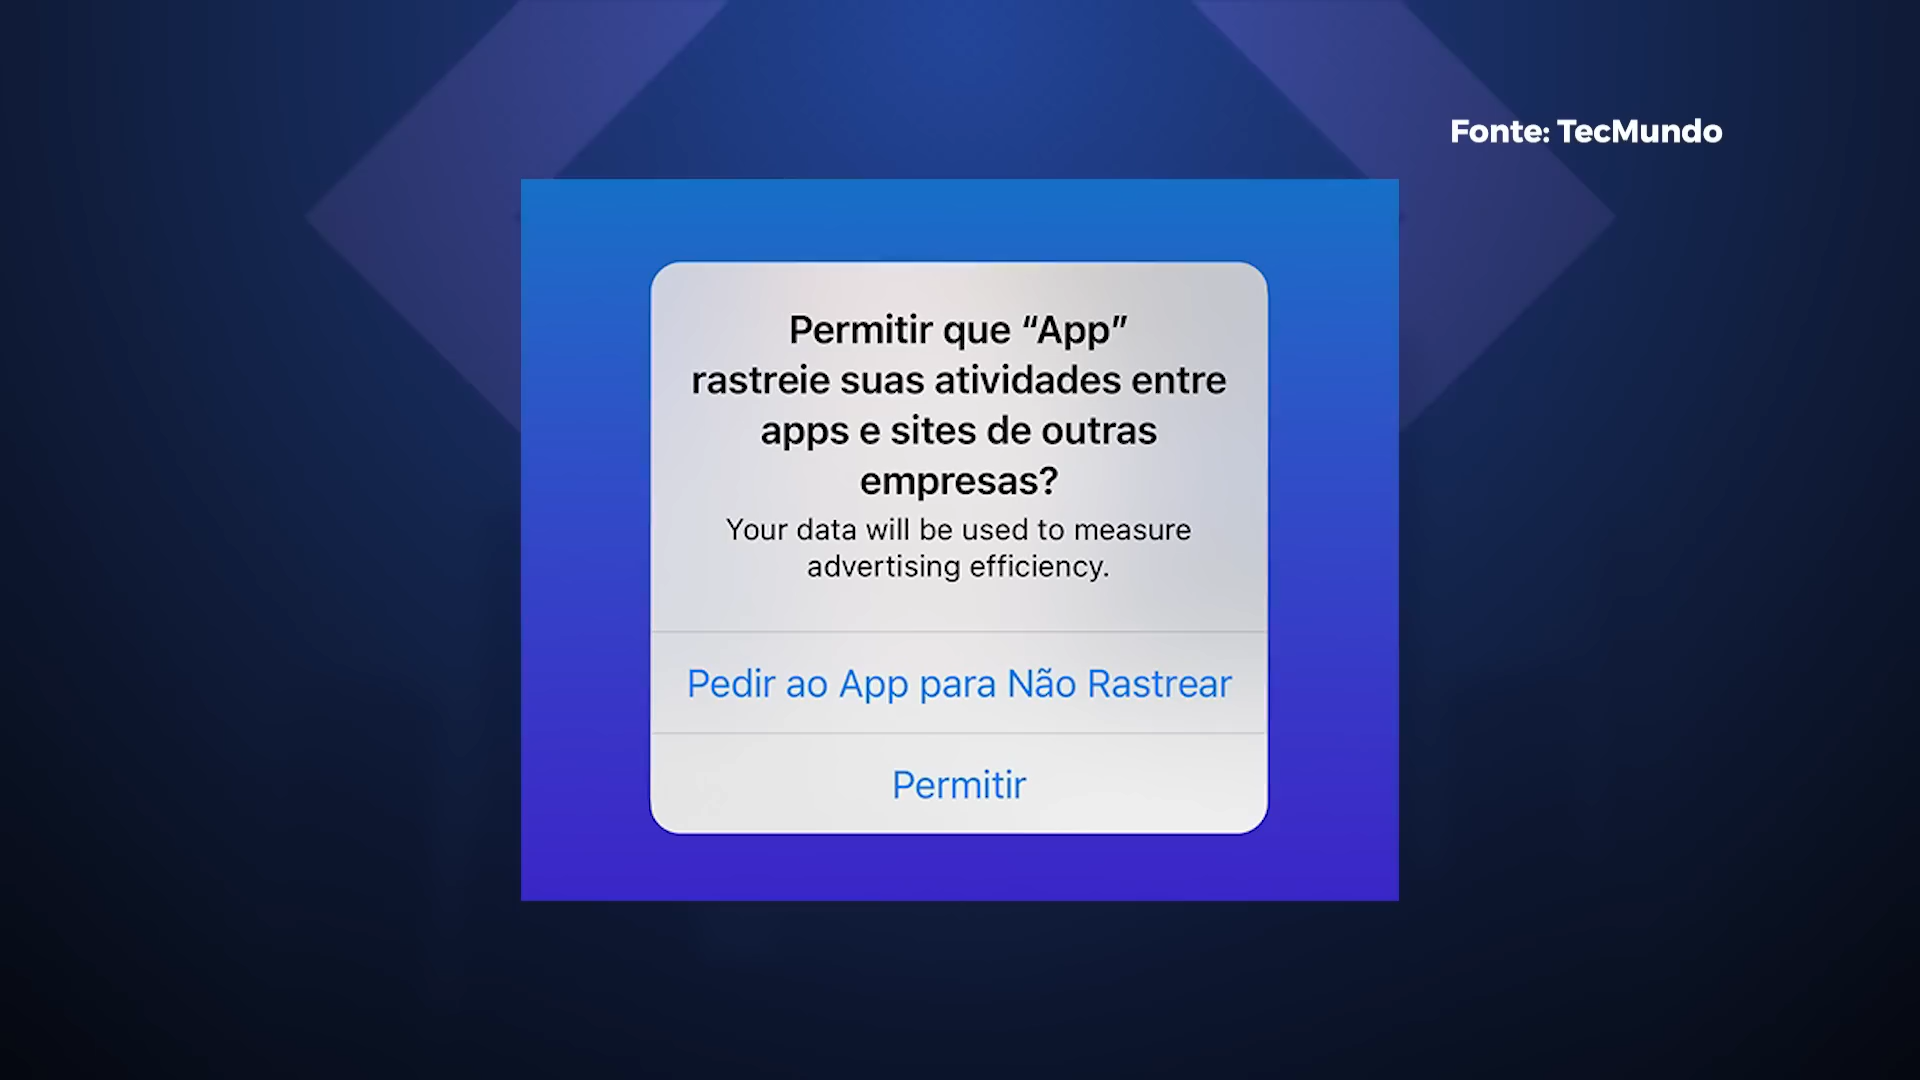 Fonte: TecMundo
Permitir que “App”
rastreie suas atividades entre
apps e sites de outras
empresas?
Your data will be used to measure
advertising efficiency.
Pedir ao App para Não Rastrear
Permitir